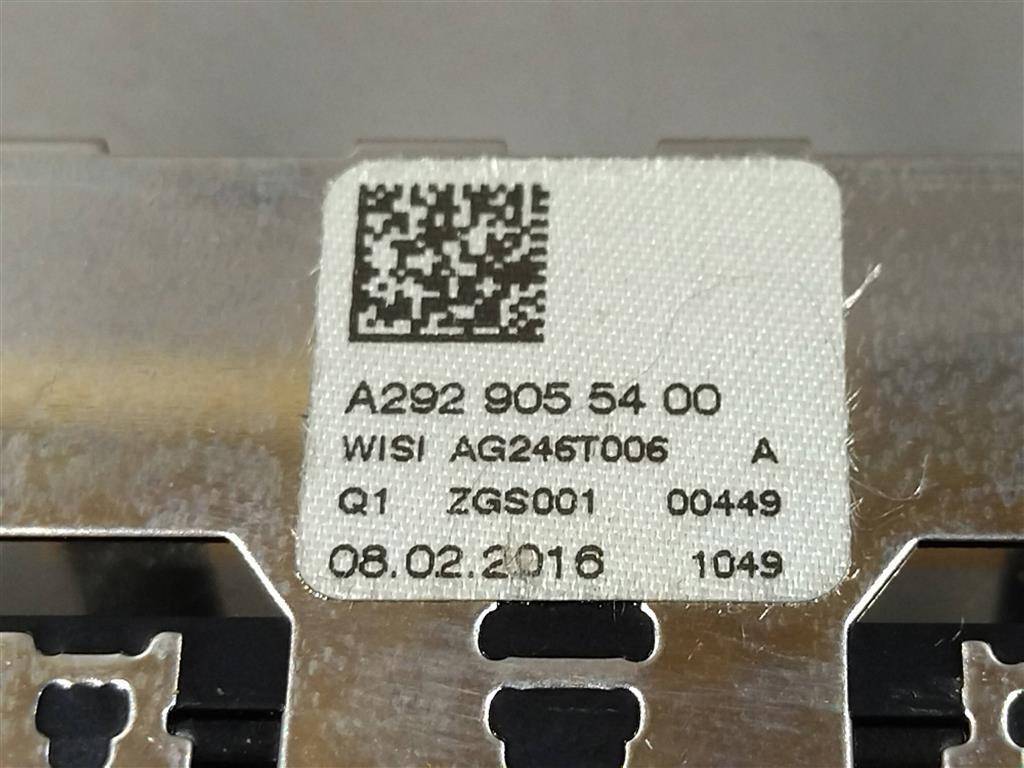 A292 905 54 00
WISI AG246T006 A
Q1 ZGS001 00449
08.02.2016 1049